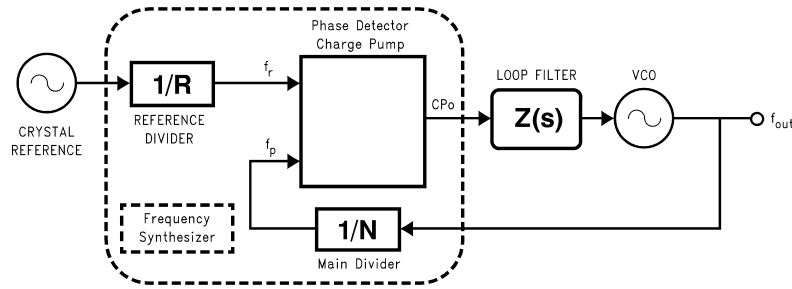 Phase Detector
Charge Pump
1/R
f_r
REFERENCE
DIVIDER
CRYSTAL
REFERENCE
f_p
CPo
LOOP FILTER
Z(s)
VCO
f_out
Frequency
Synthesizer
1/N
Main Divider